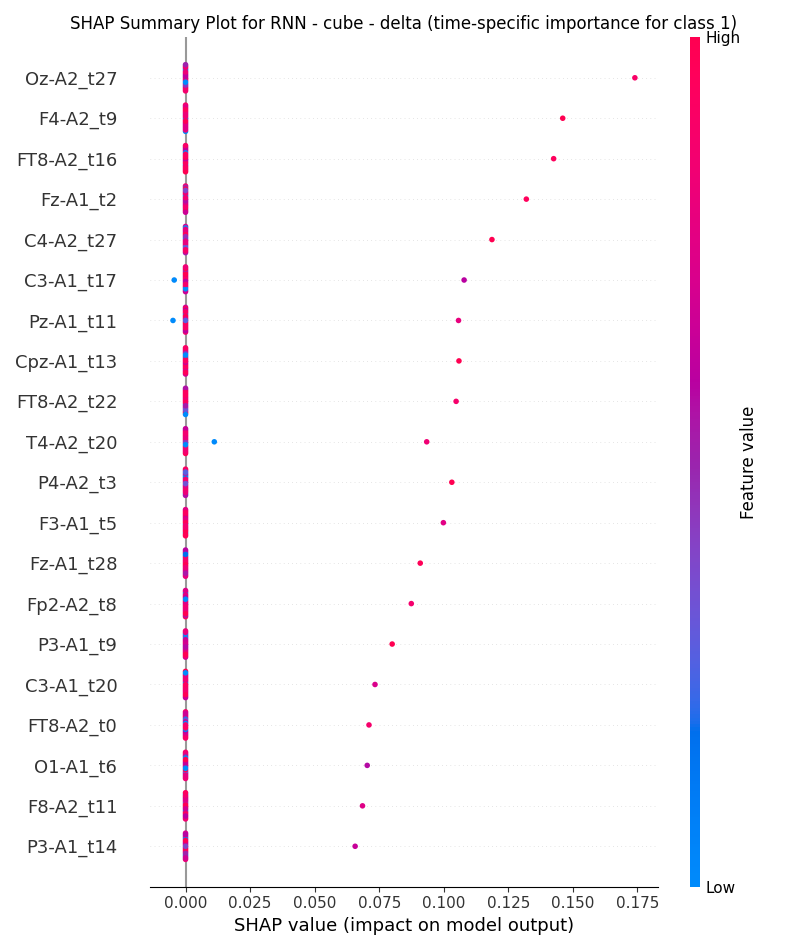 SHAP Summary Plot for RNN - cube - delta (time-specific importance for class 1)
High
Oz-A2_t27
F4-A2_t9
FT8-A2_t16
Fz-A1_t2
C4-A2_t27
C3-A1_t17
Pz-A1_t11
Cpz-A1_t13
FT8-A2_t22
T4-A2_t20
P4-A2_t3
F3-A1_t5
Fz-A1_t28
Fp2-A2_t8
P3-A1_t9
C3-A1_t20
FT8-A2_t0
O1-A1_t6
F8-A2_t11
P3-A1_t14
Feature value
Low
0.000 0.025 0.050 0.075 0.100 0.125 0.150 0.175
SHAP value (impact on model output)